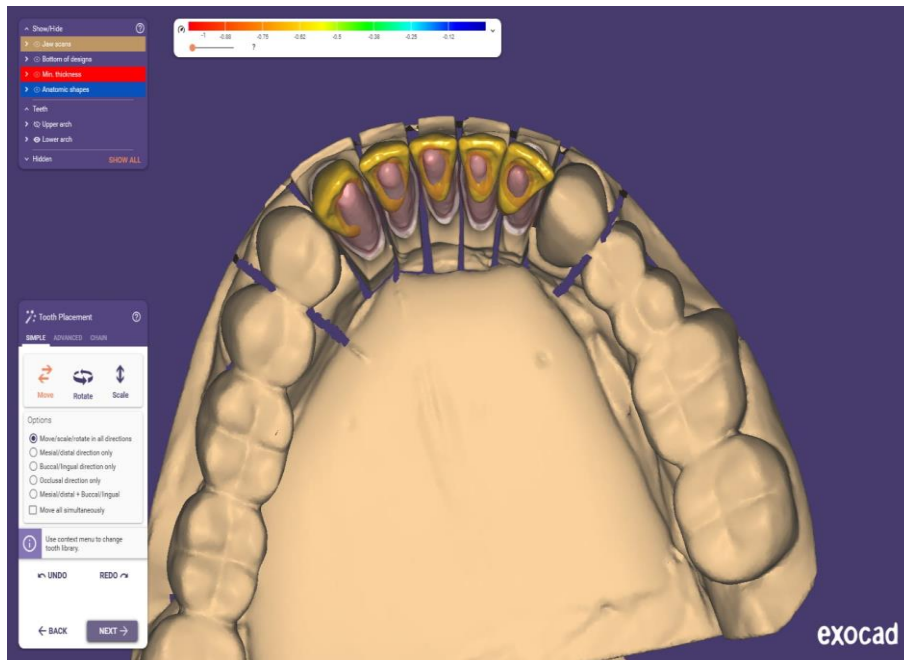 Show/Hide
Jaw scans
Bottom of designs
Min. thickness
Anatomic shapes
Teeth
Upper arch
Lower arch
Hidden SHOW ALL
-1 -0.88 -0.75 -0.62 -0.5 -0.38 -0.25 -0.12
?
Tooth Placement
SIMPLE ADVANCED CHAIN
Move Rotate Scale
Options
Move/scale/rotate in all directions
Mesial/distal direction only
Buccal/lingual direction only
Occlusal direction only
Mesial/distal + Buccal/lingual
Move all simultaneously
Use context menu to change
tooth library.
UNDO REDO
BACK NEXT
exocad